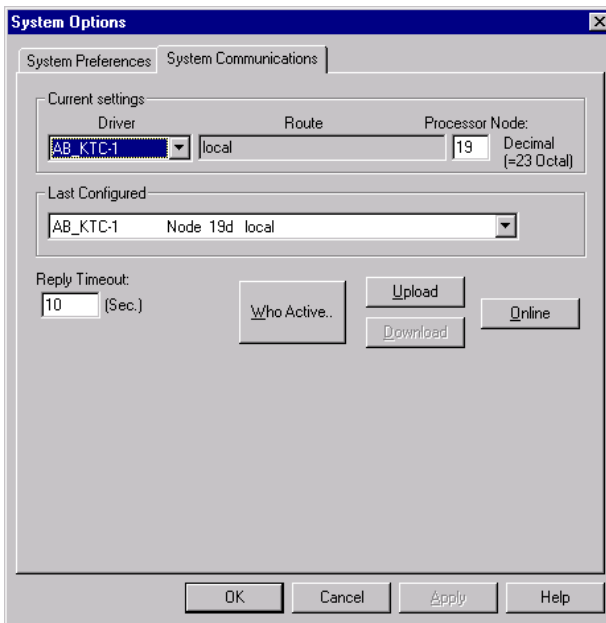 System Options
System Preferences System Communications
Current settings
Driver Route Processor Node:
AB_KTC-1 local 19 Decimal
(=23 Octal)
Last Configured
AB_KTC-1 Node 19d local
Reply Timeout:
10 (Sec.)
Who Active..
Upload
Download
Online
OK Cancel Apply Help